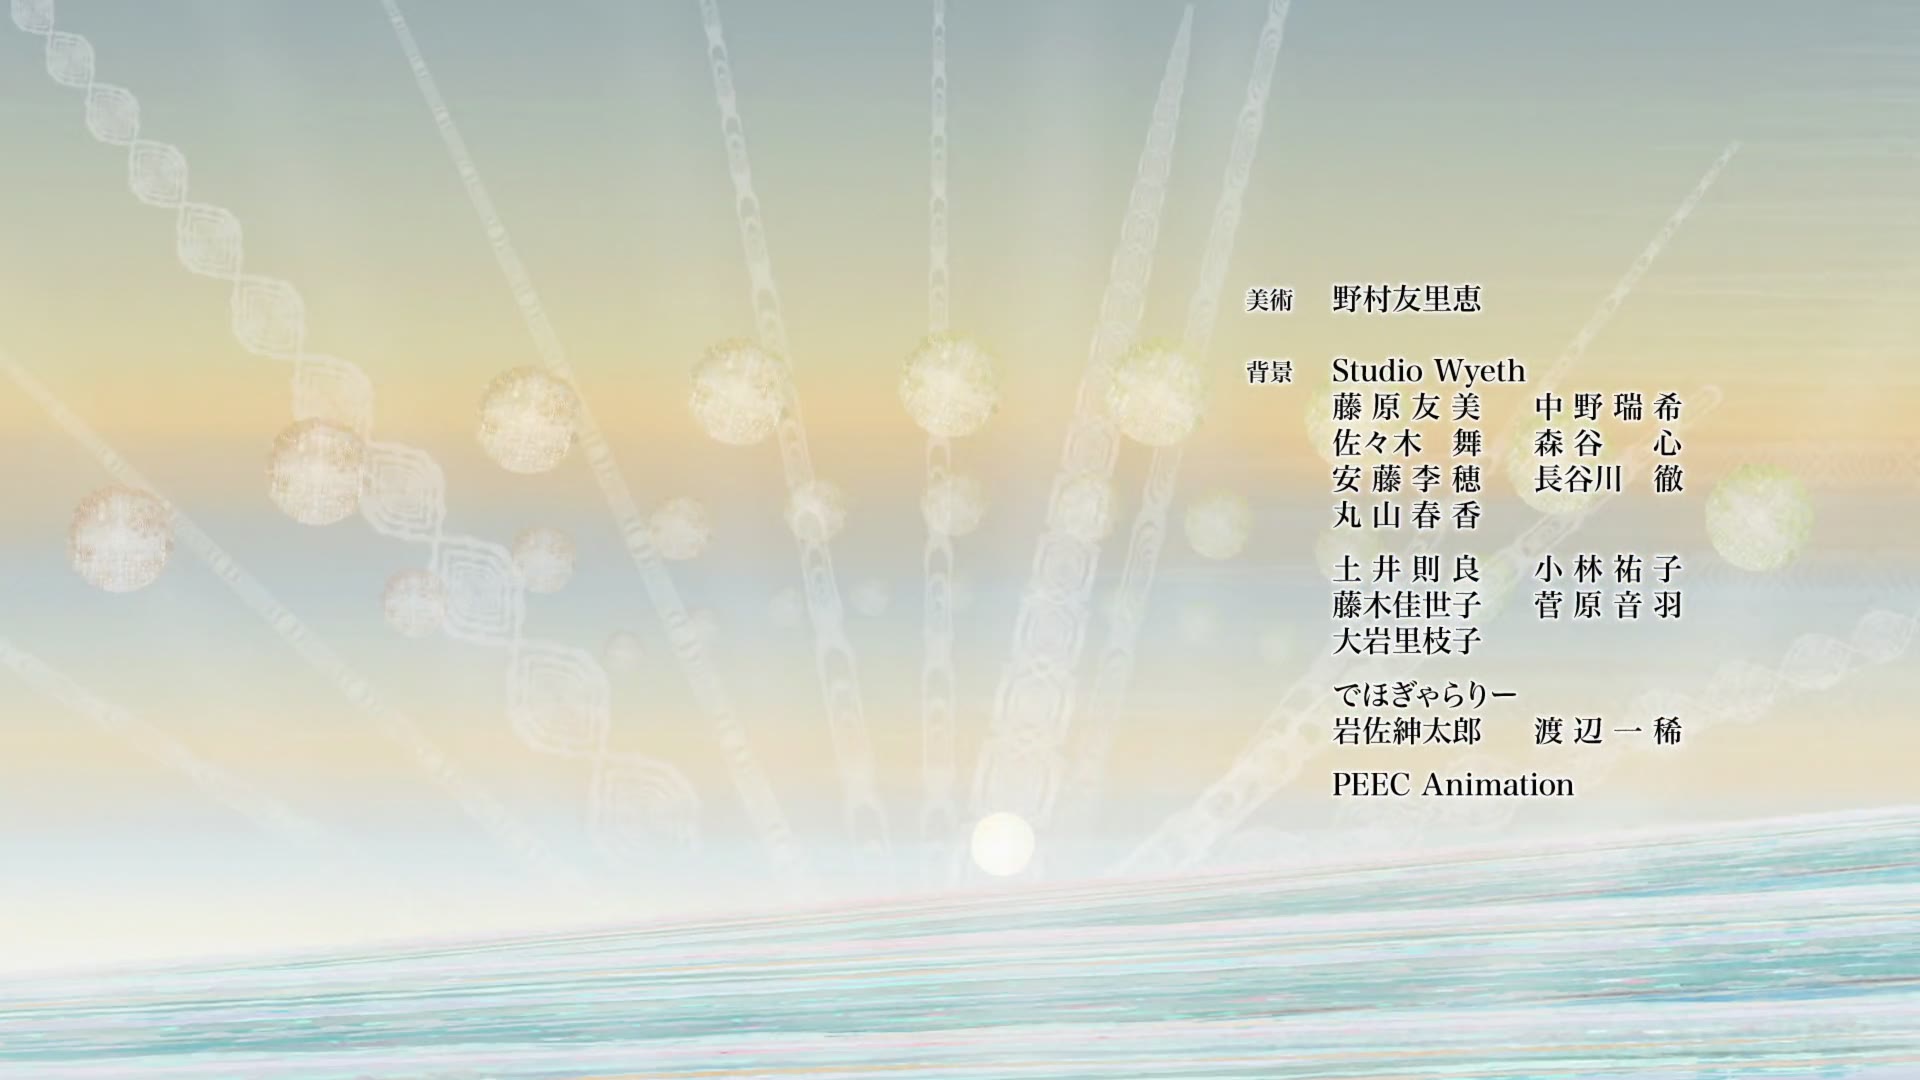 美術 野村友里恵
背景 Studio Wyeth
藤原友美 中野瑞希
佐々木 舞 森谷 心
安藤李穂 長谷川 徹
丸山春香
土井則良 小林祐子
藤木佳世子 菅原音羽
大岩里枝子
でほぎゃらりー
岩佐紳太郎 渡辺一稀
PEEC Animation